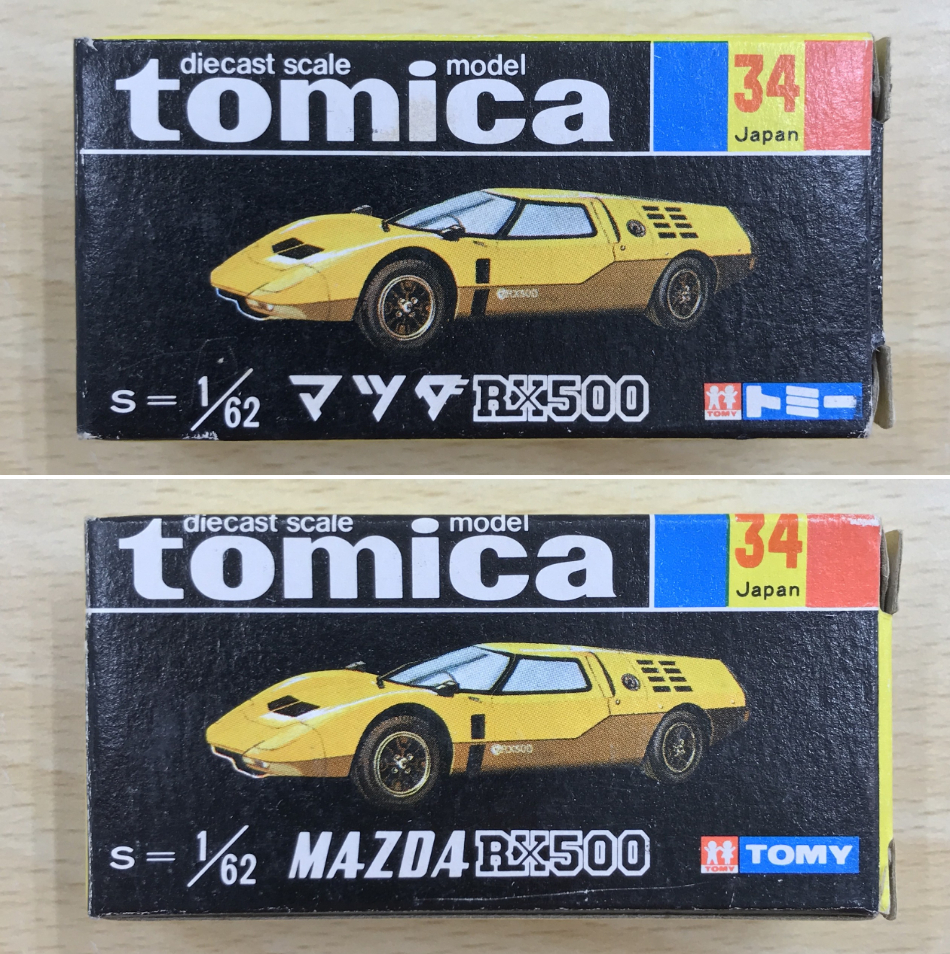 diecast scale model
tomica
34
Japan
RX500
S = 1/62 マツダ RX500
TOMY トミー
diecast scale model
tomica
34
Japan
RX500
S = 1/62 MAZDA RX500
TOMY TOMY